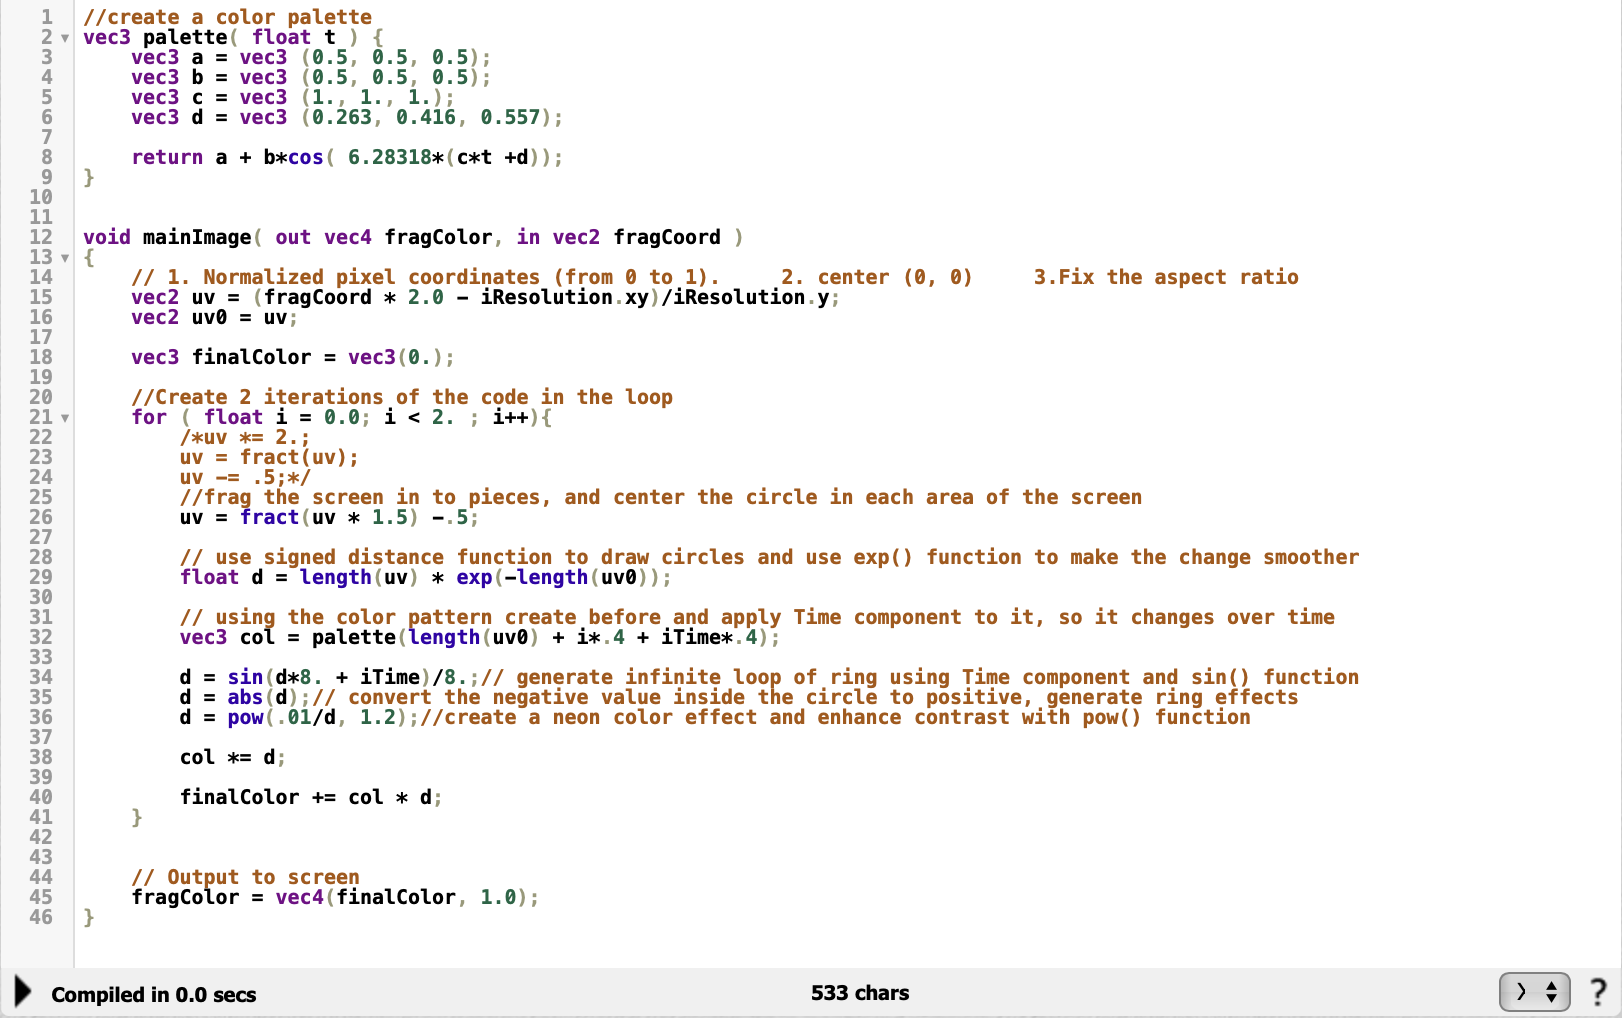 1 //create a color palette
2 vec3 palette( float t ) {
3 vec3 a = vec3 (0.5, 0.5, 0.5);
4 vec3 b = vec3 (0.5, 0.5, 0.5);
5 vec3 c = vec3 (1., 1., 1.);
6 vec3 d = vec3 (0.263, 0.416, 0.557);
7
8 return a + b*cos( 6.28318*(c*t +d));
9 }
10
11
12 void mainImage( out vec4 fragColor, in vec2 fragCoord )
13 {
14 // 1. Normalized pixel coordinates (from 0 to 1). 2. center (0, 0) 3.Fix the aspect ratio
15 vec2 uv = (fragCoord * 2.0 - iResolution.xy)/iResolution.y;
16 vec2 uv0 = uv;
17
18 vec3 finalColor = vec3(0.);
19
20 //Create 2 iterations of the code in the loop
21 for ( float i = 0.0; i < 2. ; i++){
22 /*uv *= 2.;
23 uv = fract(uv);
24 uv -= .5;*/
25 //frag the screen in to pieces, and center the circle in each area of the screen
26 uv = fract(uv * 1.5) -.5;
27
28 // use signed distance function to draw circles and use exp() function to make the change smoother
29 float d = length(uv) * exp(-length(uv0));
30
31 // using the color pattern create before and apply Time component to it, so it changes over time
32 vec3 col = palette(length(uv0) + i*.4 + iTime*.4);
33
34 d = sin(d*8. + iTime)/8.;// generate infinite loop of ring using Time component and sin() function
35 d = abs(d);// convert the negative value inside the circle to positive, generate ring effects
36 d = pow(.01/d, 1.2);//create a neon color effect and enhance contrast with pow() function
37
38 col *= d;
39
40 finalColor += col * d;
41 }
42
43
44 // Output to screen
45 fragColor = vec4(finalColor, 1.0);
46 }
Compiled in 0.0 secs 533 chars ?